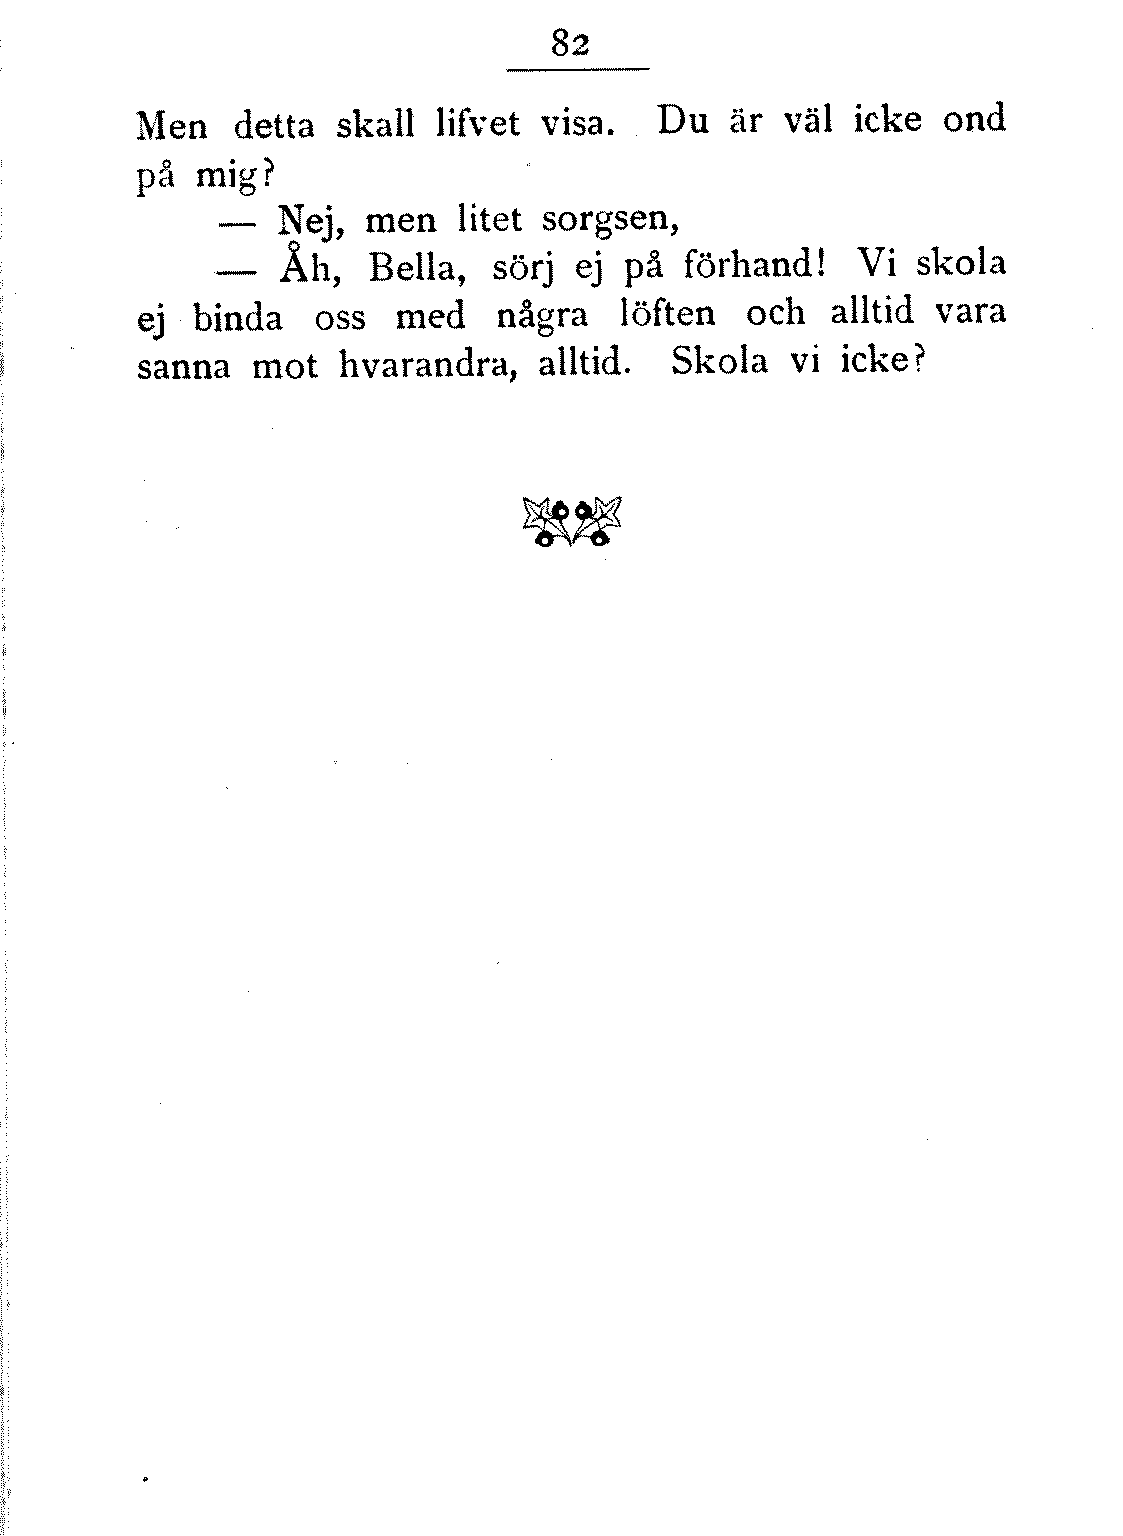 82
Men detta skall lifvet visa. Du är väl icke ond
på mig?
— Nej, men litet sorgsen,
— Åh, Bella, sörj ej på förhand! Vi skola
ej binda oss med några löften och alltid vara
sanna mot hvarandra, alltid. Skola vi icke?